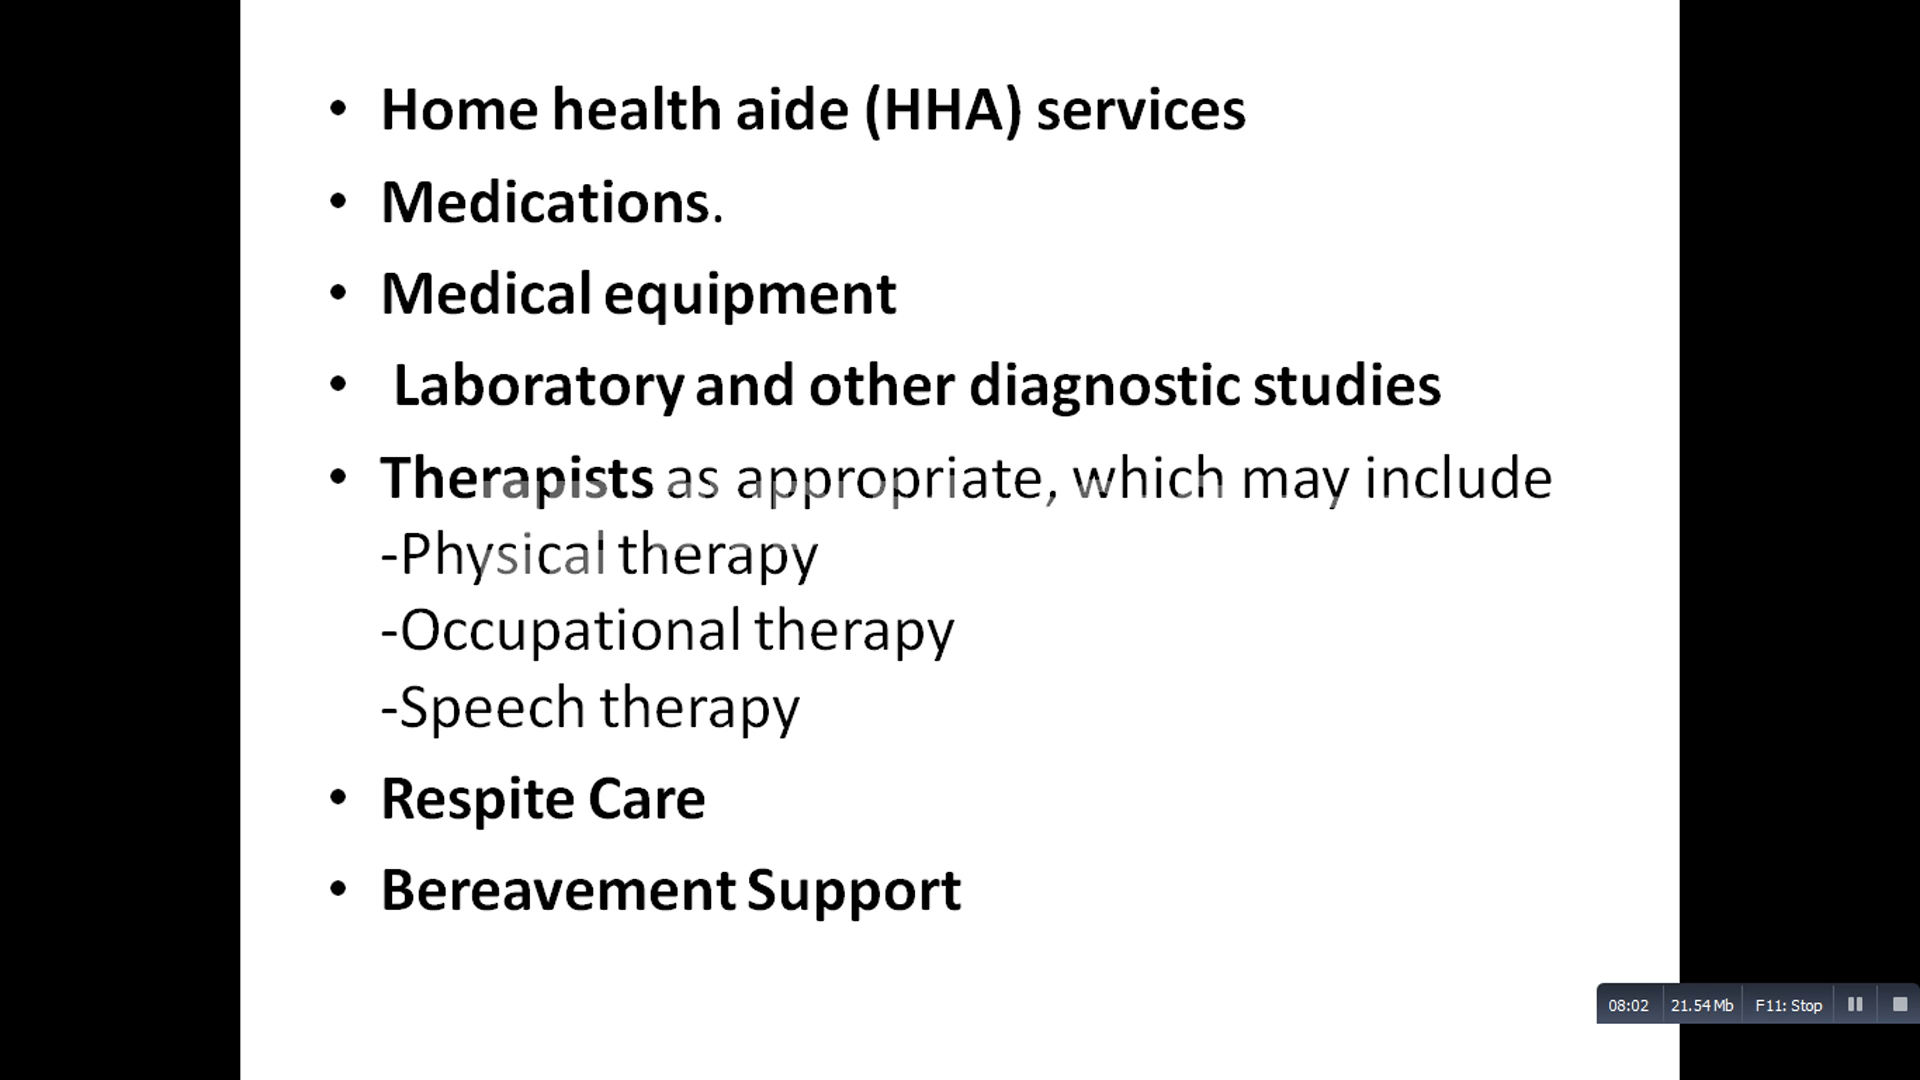 • Home health aide (HHA) services
• Medications.
• Medical equipment
• Laboratory and other diagnostic studies
• Therapists as appropriate, which may include
-Physical therapy
-Occupational therapy
-Speech therapy
• Respite Care
• Bereavement Support
08:02 21.54 Mb F11: Stop